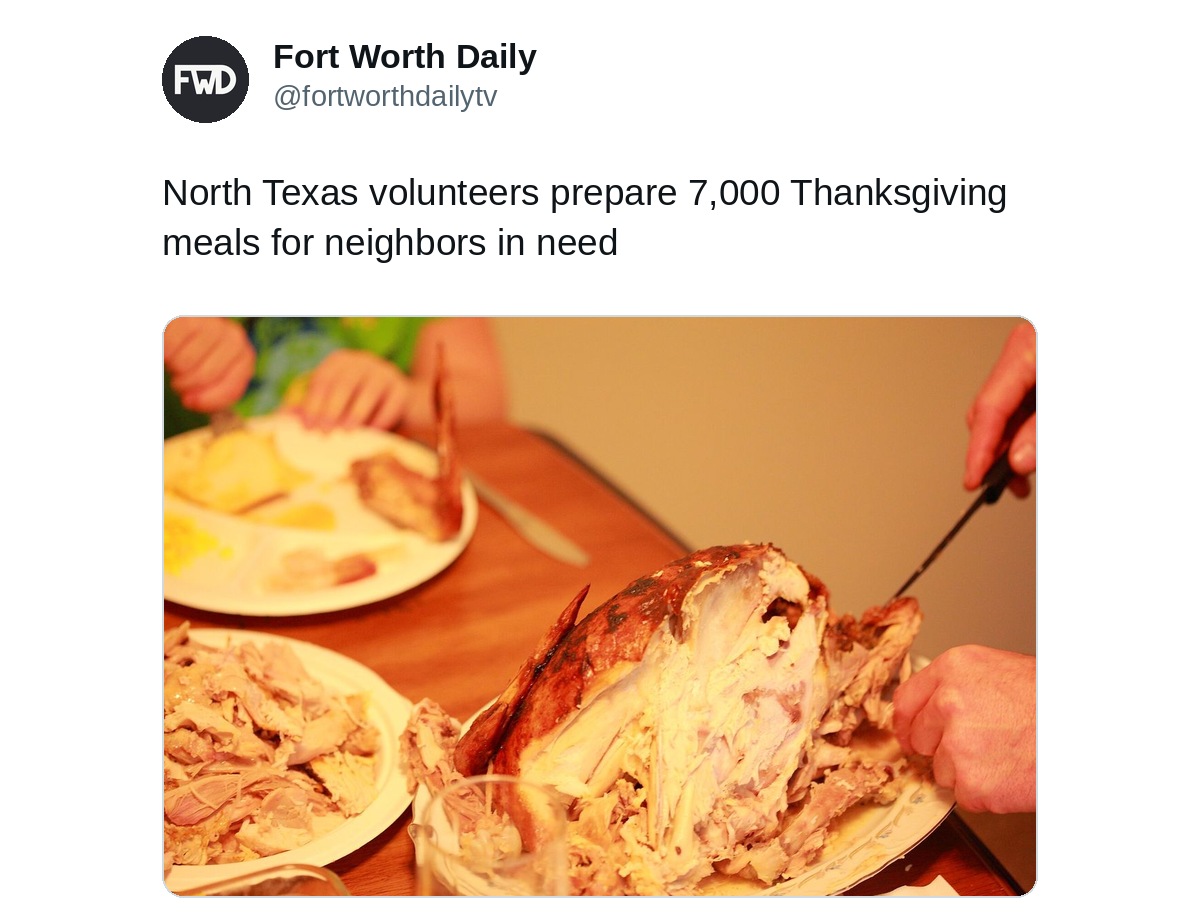 FWD
Fort Worth Daily
@fortworthdailytv
North Texas volunteers prepare 7,000 Thanksgiving
meals for neighbors in need